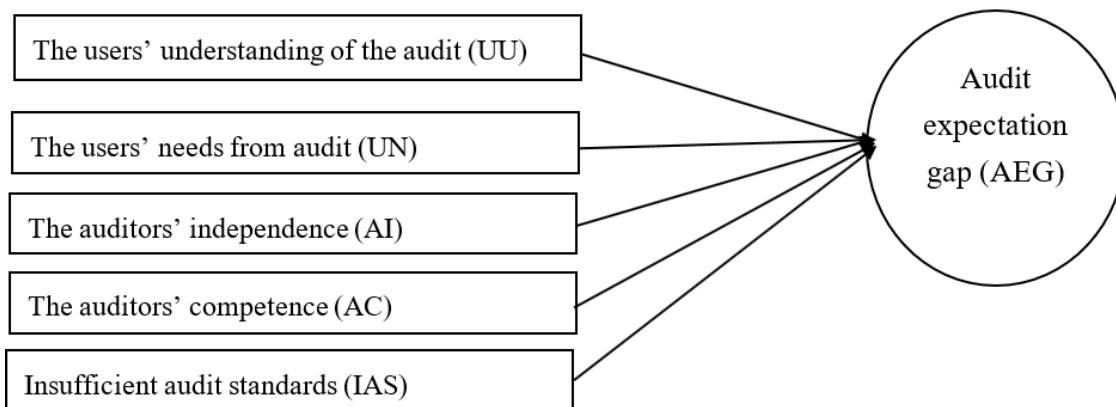 The users’ understanding of the audit (UU)
The users’ needs from audit (UN)
The auditors’ independence (AI)
The auditors’ competence (AC)
Insufficient audit standards (IAS)
Audit
expectation
gap (AEG)